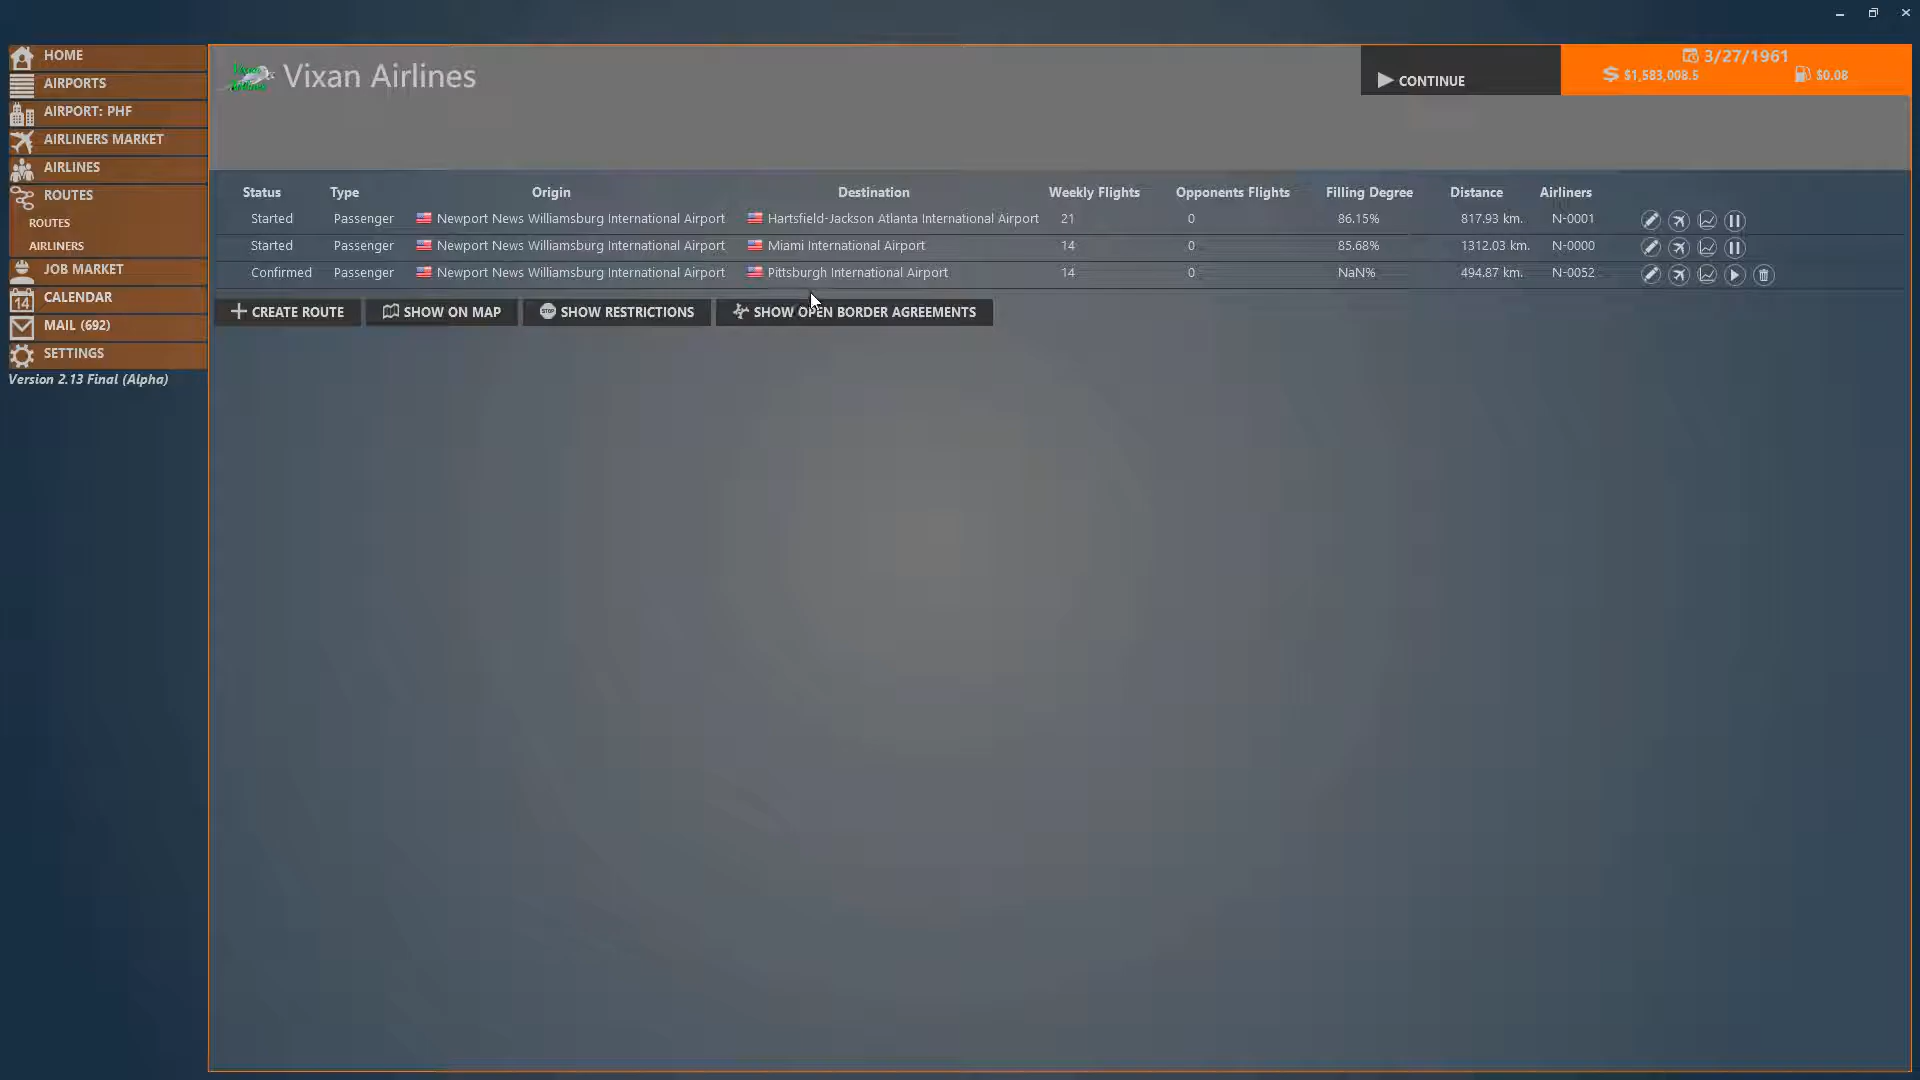 HOME
AIRPORTS
AIRPORT: PHF
AIRLINERS MARKET
AIRLINES
ROUTES
ROUTES
AIRLINERS
JOB MARKET
14 CALENDAR
MAIL (692)
SETTINGS
Version 2.13 Final (Alpha)
Vixan Airlines Vixan Airlines
CONTINUE
3/27/1961
$ $1,583,008.5 $0.08
Status Type Origin Destination Weekly Flights Opponents Flights Filling Degree Distance Airliners
Started Passenger Newport News Williamsburg International Airport Hartsfield-Jackson Atlanta International Airport 21 0 86.15% 817.93 km. N-0001
Started Passenger Newport News Williamsburg International Airport Miami International Airport 14 0 85.68% 1312.03 km. N-0000
Confirmed Passenger Newport News Williamsburg International Airport Pittsburgh International Airport 14 0 NaN% 494.87 km. N-0052
CREATE ROUTE SHOW ON MAP STOP SHOW RESTRICTIONS SHOW OPEN BORDER AGREEMENTS